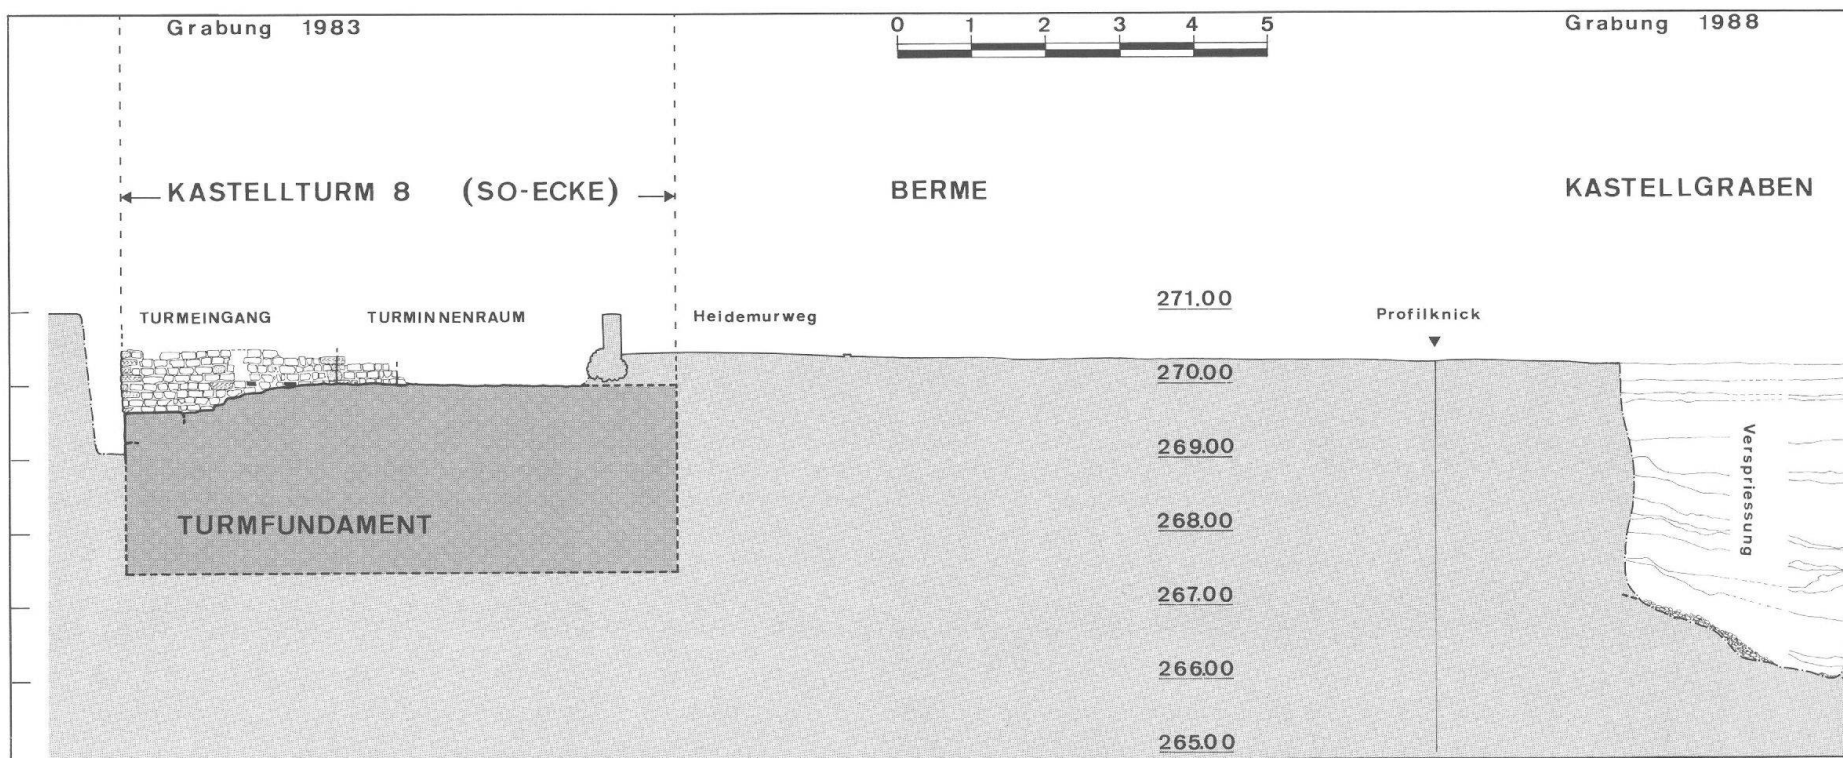 Grabung 1983
0 1 2 3 4 5
Grabung 1988
KASTELLTURM 8 (SO-ECKE)
BERME
KASTELLGRABEN
TURMEINGANG
TURMINNENRAUM
Heidemurweg
271.00
Profilknick
270.00
269.00
Verspriessung
268.00
TURMFUNDAMENT
267.00
266.00
265.00